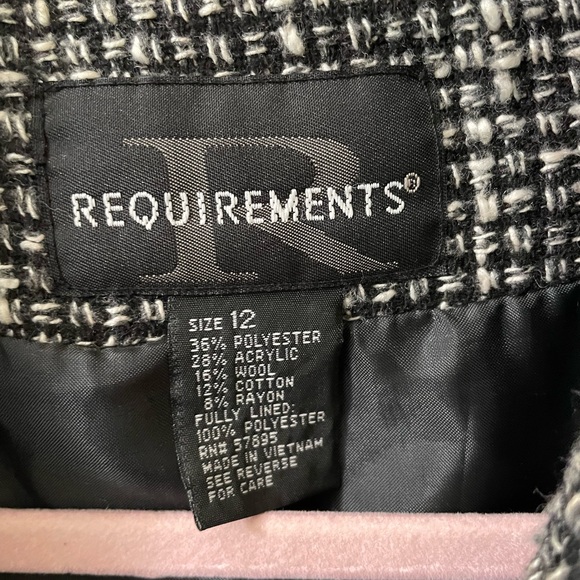 R
REQUIREMENTS®
SIZE 12
36% POLYESTER
28% ACRYLIC
16% WOOL
12% COTTON
8% RAYON
FULLY LINED:
100% POLYESTER
RN# 57895
MADE IN VIETNAM
SEE REVERSE
FOR CARE